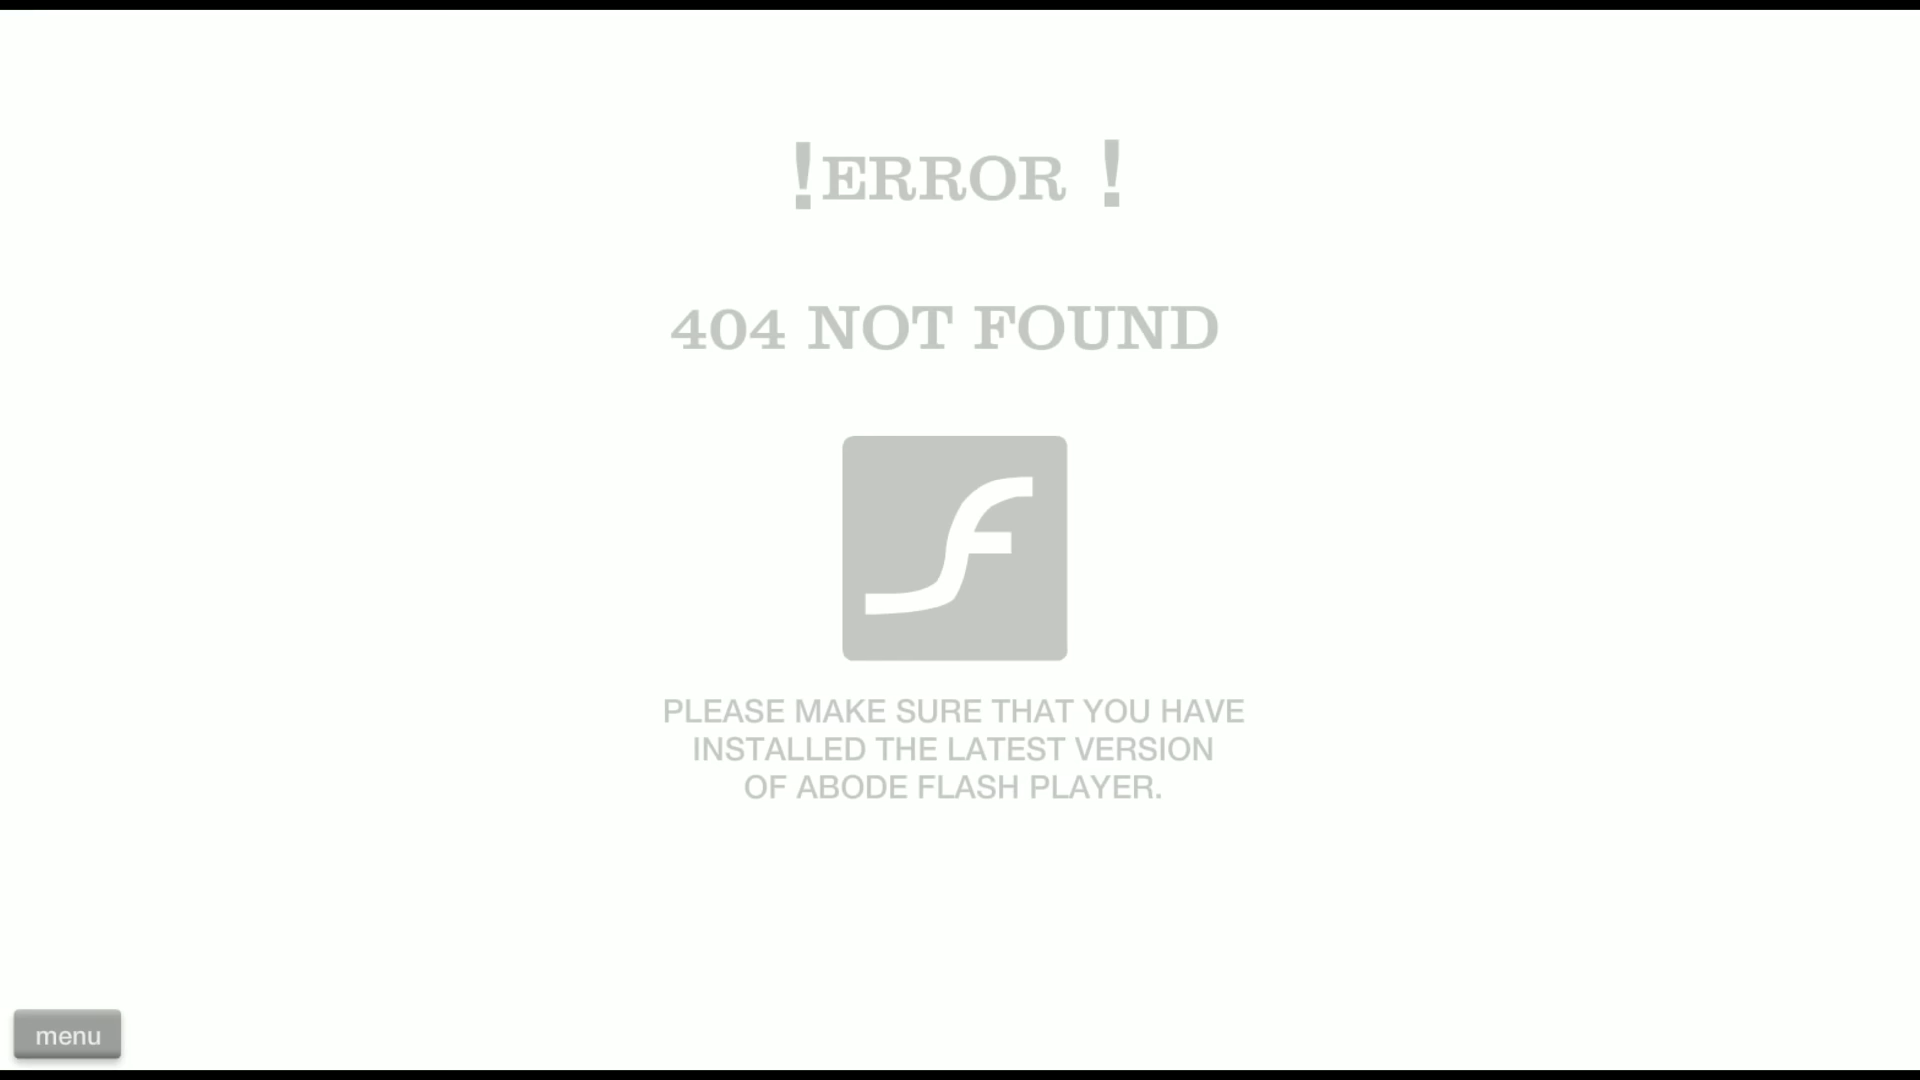 ! ERROR !
404 NOT FOUND
PLEASE MAKE SURE THAT YOU HAVE
INSTALLED THE LATEST VERSION
OF ABODE FLASH PLAYER.
menu